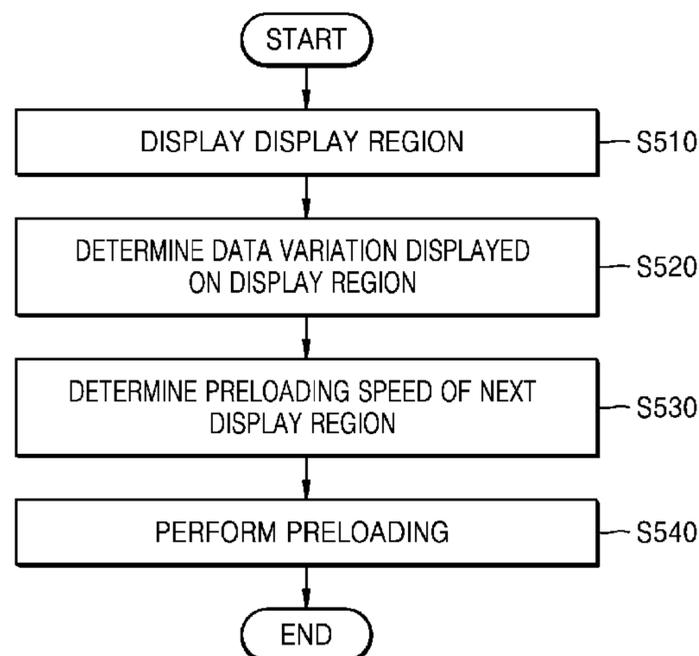 START
DISPLAY DISPLAY REGION
S510
DETERMINE DATA VARIATION DISPLAYED
ON DISPLAY REGION
S520
DETERMINE PRELOADING SPEED OF NEXT
DISPLAY REGION
S530
PERFORM PRELOADING
S540
END